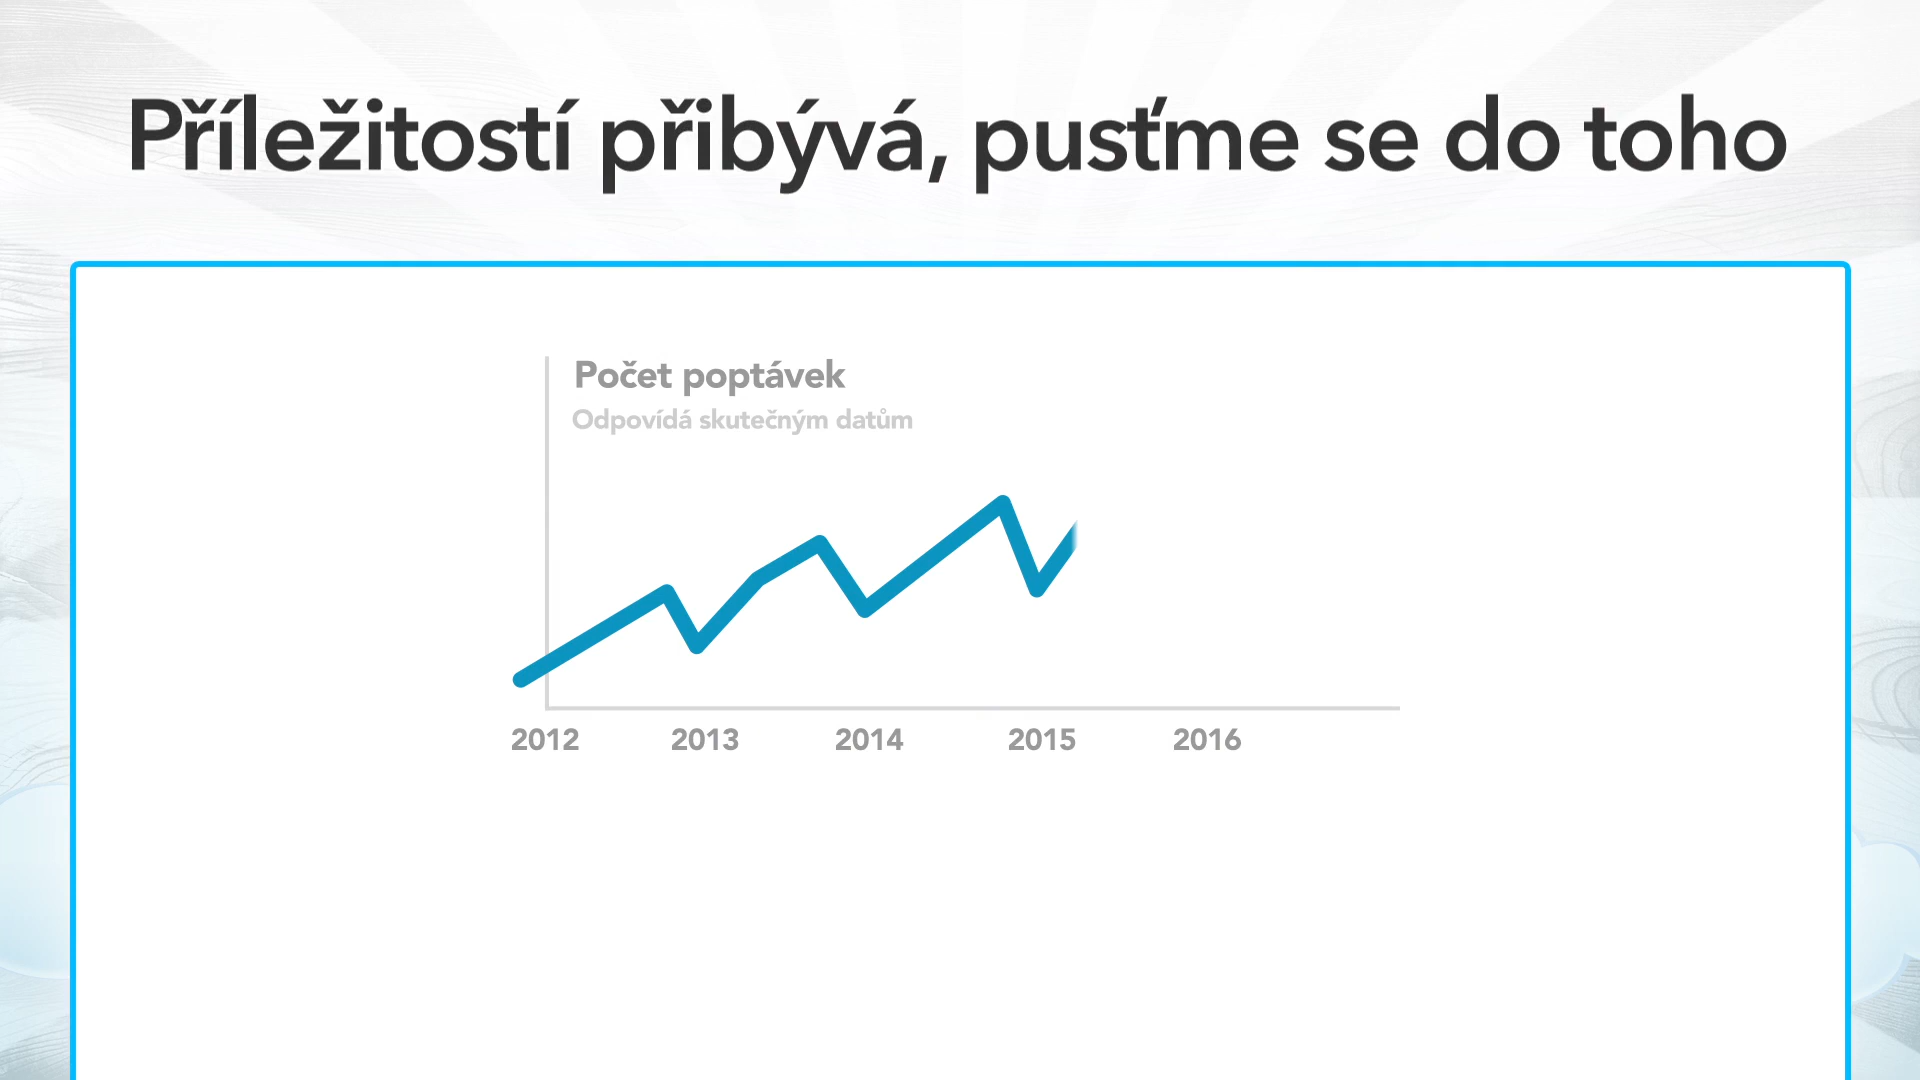 Příležitostí přibývá, pusťme se do toho
Počet poptávek
Odpovídá skutečným datům
2012 2013 2014 2015 2016